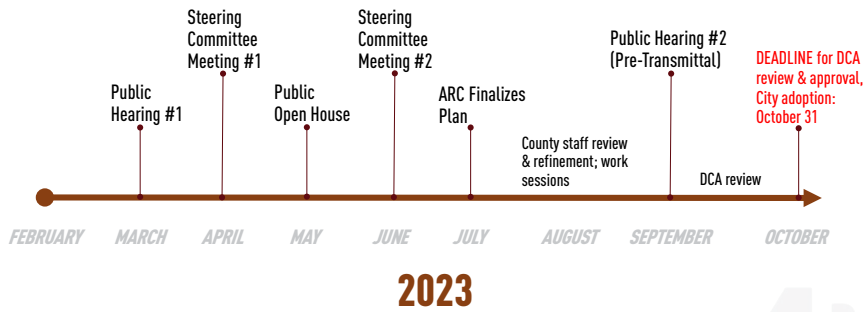 Steering
Committee
Meeting #1
Steering
Committee
Meeting #2
Public Hearing #2
(Pre-Transmittal)
DEADLINE for DCA
review & approval,
City adoption:
October 31
Public
Hearing #1
Public
Open House
ARC Finalizes
Plan
County staff review
& refinement; work
sessions
DCA review
FEBRUARY
MARCH
APRIL
MAY
JUNE
JULY
AUGUST
SEPTEMBER
OCTOBER
2023